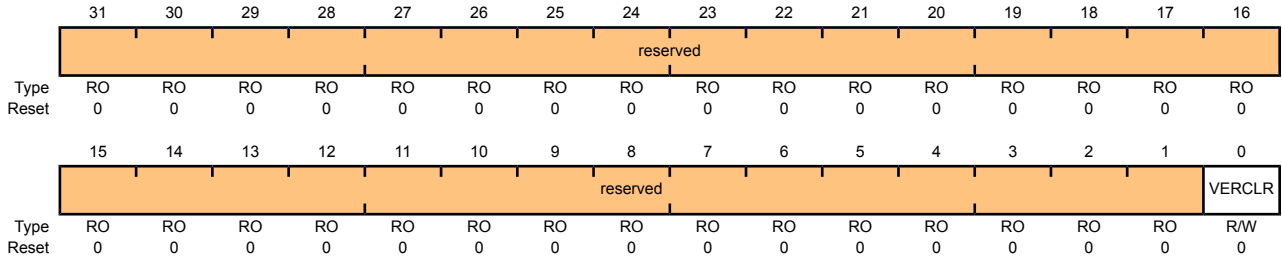 31 30 29 28 27 26 25 24 23 22 21 20 19 18 17 16
reserved
Type RO RO RO RO RO RO RO RO RO RO RO RO RO RO RO RO
Reset 0 0 0 0 0 0 0 0 0 0 0 0 0 0 0 0
15 14 13 12 11 10 9 8 7 6 5 4 3 2 1 0
reserved VERCLR
Type RO RO RO RO RO RO RO RO RO RO RO RO RO RO RO R/W
Reset 0 0 0 0 0 0 0 0 0 0 0 0 0 0 0 0